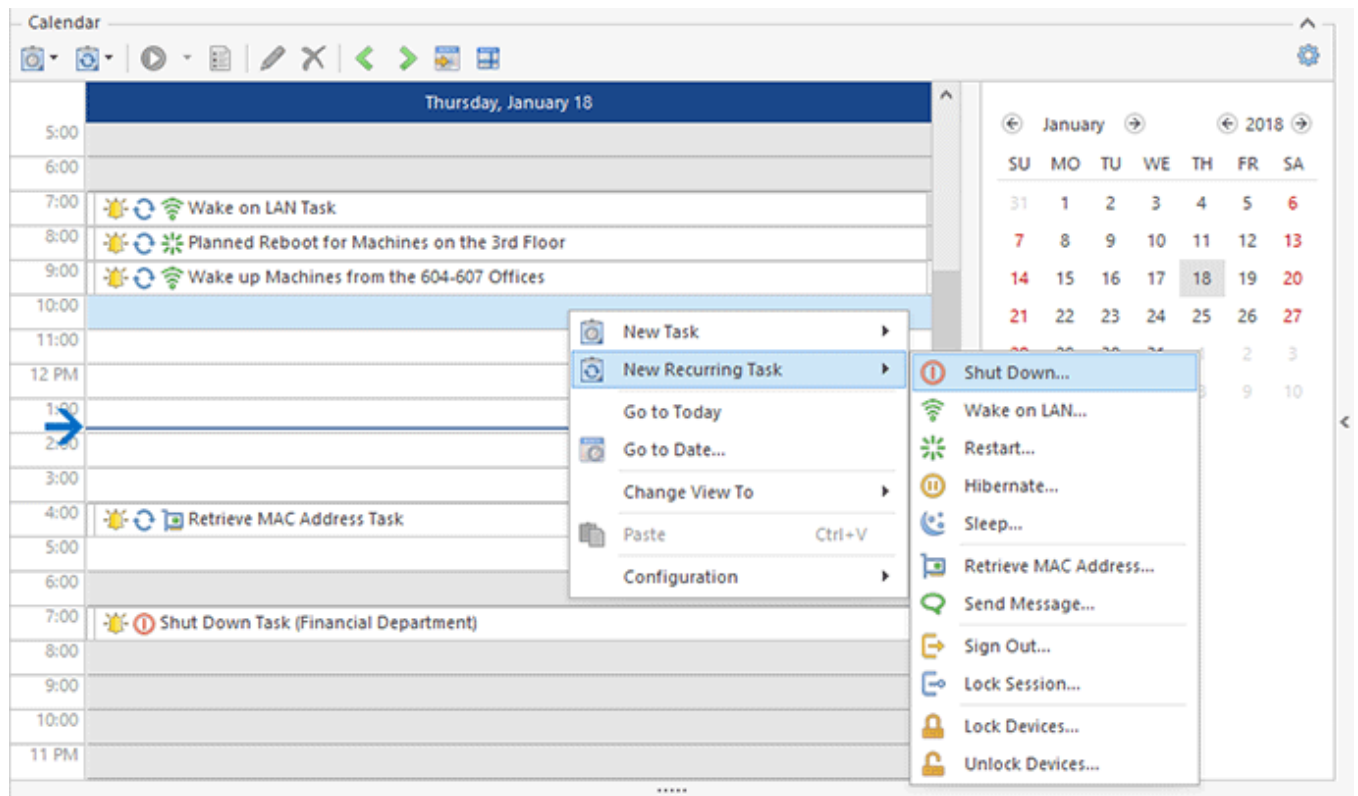 Calendar
Thursday, January 18
5:00
6:00
7:00 Wake on LAN Task
8:00 Planned Reboot for Machines on the 3rd Floor
9:00 Wake up Machines from the 604-607 Offices
10:00
11:00
12 PM
1:00
2:00
3:00
4:00 Retrieve MAC Address Task
5:00
6:00
7:00 Shut Down Task (Financial Department)
8:00
9:00
10:00
11 PM
New Task
New Recurring Task
Go to Today
Go to Date...
Change View To
Paste Ctrl+V
Configuration
Shut Down...
Wake on LAN...
Restart...
Hibernate...
Sleep...
Retrieve MAC Address...
Send Message...
Sign Out...
Lock Session...
Lock Devices...
Unlock Devices...
January 2018
SU MO TU WE TH FR SA
31 1 2 3 4 5 6
7 8 9 10 11 12 13
14 15 16 17 18 19 20
21 22 23 24 25 26 27
2 3
9 10